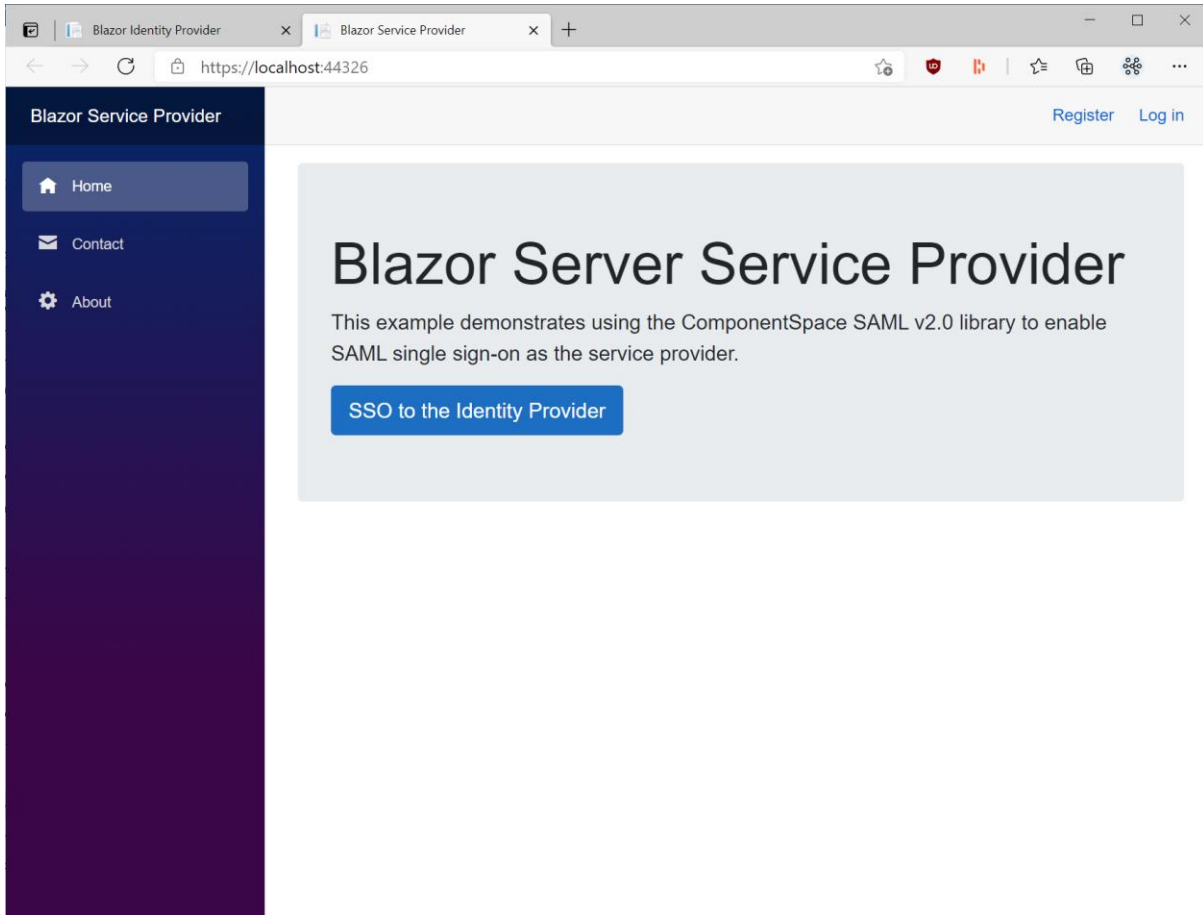 Blazor Identity Provider
Blazor Service Provider
https://localhost:44326
Blazor Service Provider
Register
Log in
Home
Contact
About
Blazor Server Service Provider
This example demonstrates using the ComponentSpace SAML v2.0 library to enable
SAML single sign-on as the service provider.
SSO to the Identity Provider